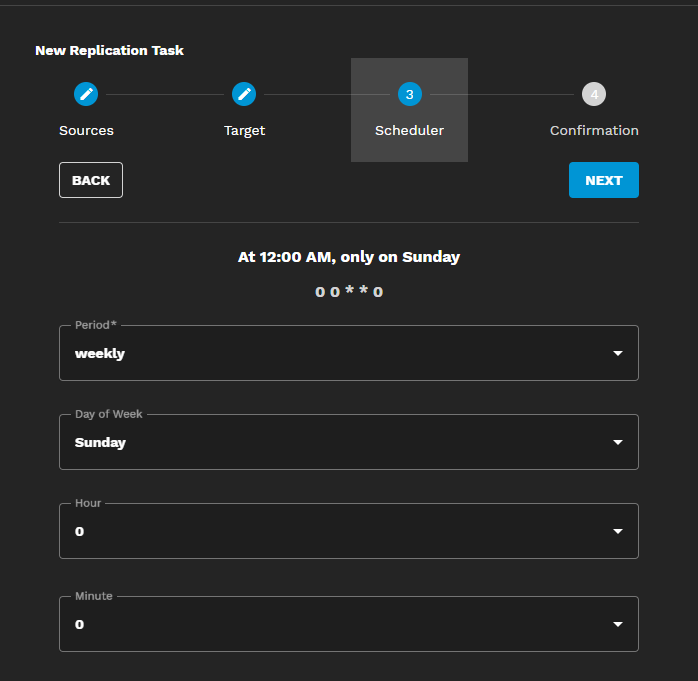 New Replication Task
3 4
Sources Target Scheduler Confirmation
BACK NEXT
At 12:00 AM, only on Sunday
0 0 * * 0
Period*
weekly
Day of Week
Sunday
Hour
0
Minute
0